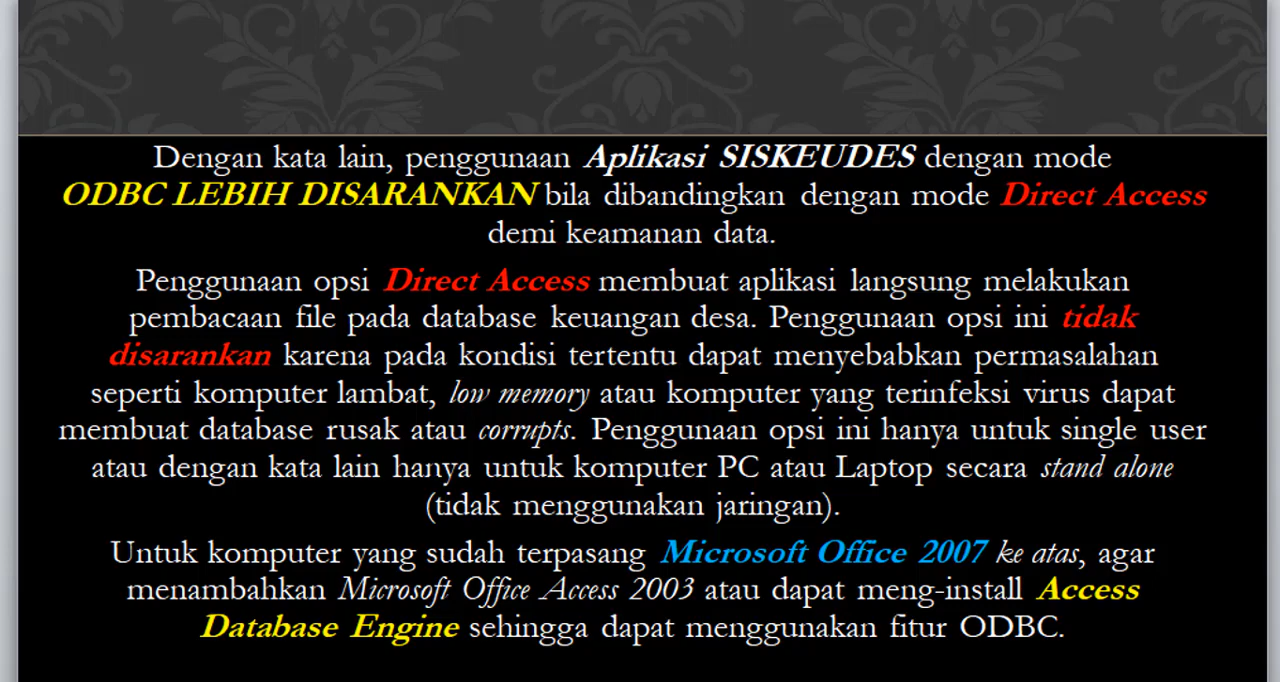 Dengan kata lain, penggunaan Aplikasi SISKEUDES dengan mode
ODBC LEBIH DISARANKAN bila dibandingkan dengan mode Direct Access
demi keamanan data.
Penggunaan opsi Direct Access membuat aplikasi langsung melakukan
pembacaan file pada database keuangan desa. Penggunaan opsi ini tidak
disarankan karena pada kondisi tertentu dapat menyebabkan permasalahan
seperti komputer lambat, low memory atau komputer yang terinfeksi virus dapat
membuat database rusak atau corrupts. Penggunaan opsi ini hanya untuk single user
atau dengan kata lain hanya untuk komputer PC atau Laptop secara stand alone
(tidak menggunakan jaringan).
Untuk komputer yang sudah terpasang Microsoft Office 2007 ke atas, agar
menambahkan Microsoft Office Access 2003 atau dapat meng-install Access
Database Engine sehingga dapat menggunakan fitur ODBC.